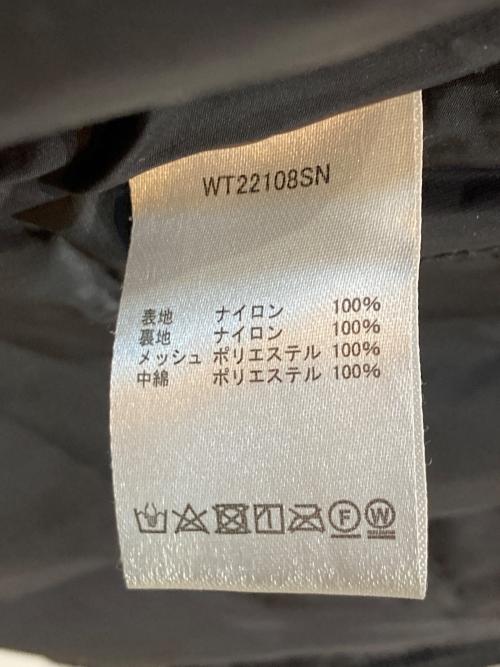 WT22108SN
表地 ナイロン 100%
裏地 ナイロン 100%
メッシュ ポリエステル 100%
中綿 ポリエステル 100%
F W